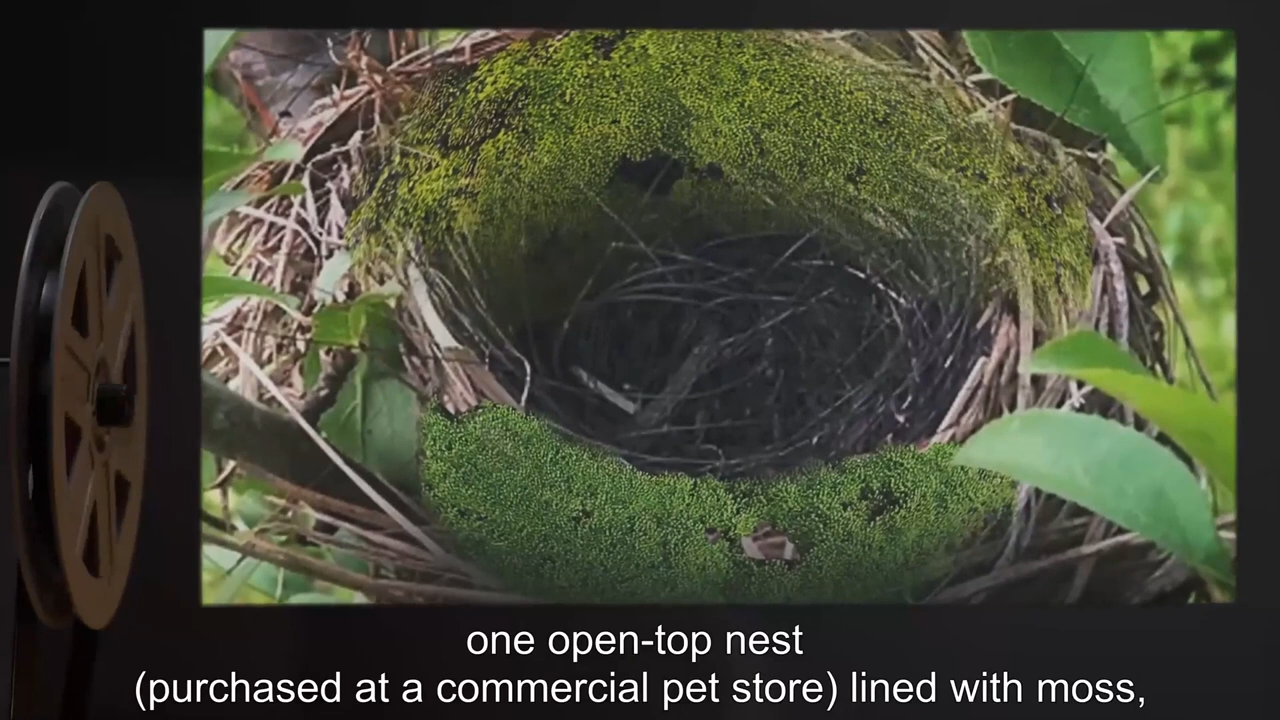 one open-top nest
(purchased at a commercial pet store) lined with moss,